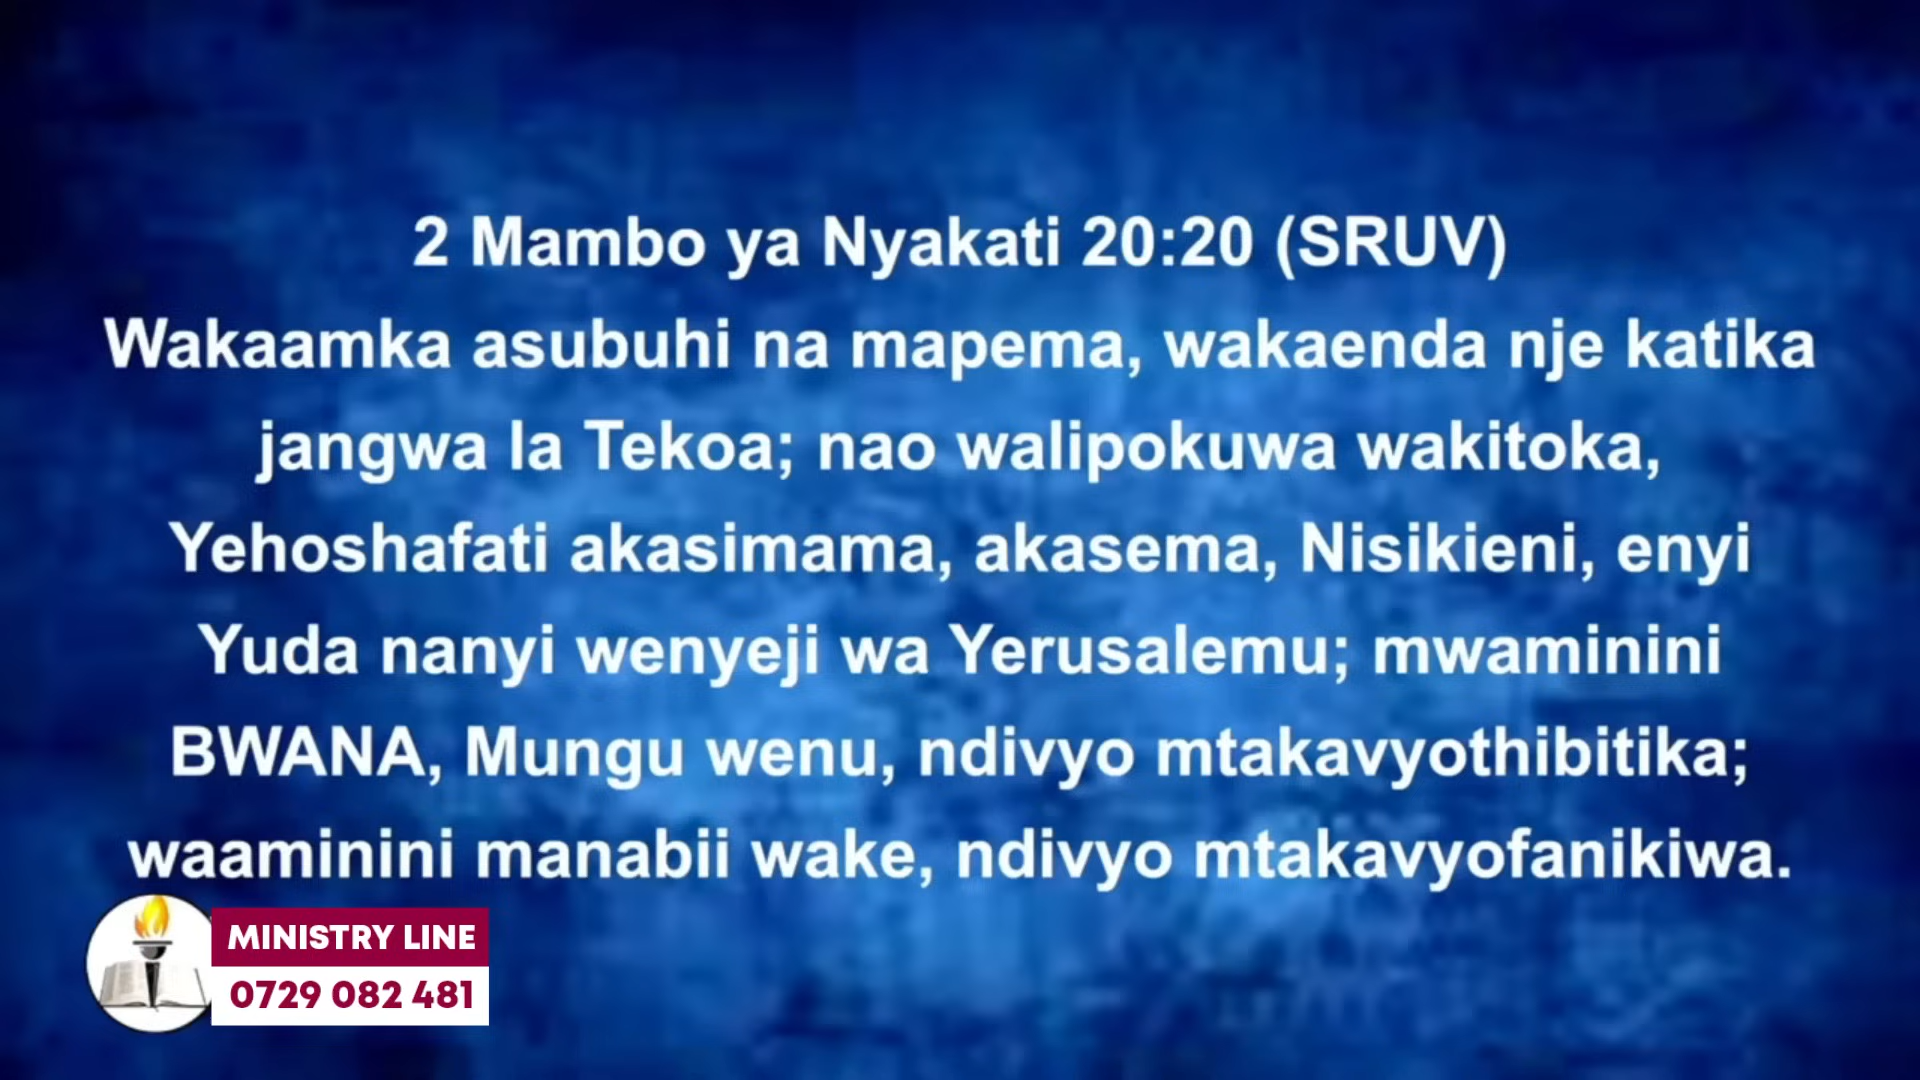 2 Mambo ya Nyakati 20:20 (SRUV)
Wakaamka asubuhi na mapema, wakaenda nje katika
jangwa la Tekoa; nao walipokuwa wakitoka,
Yehoshafati akasimama, akasema, Nisikieni, enyi
Yuda nanyi wenyeji wa Yerusalemu; mwaminini
BWANA, Mungu wenu, ndivyo mtakavyothibitika;
waaminini manabii wake, ndivyo mtakavyofanikiwa.
MINISTRY LINE
0729 082 481